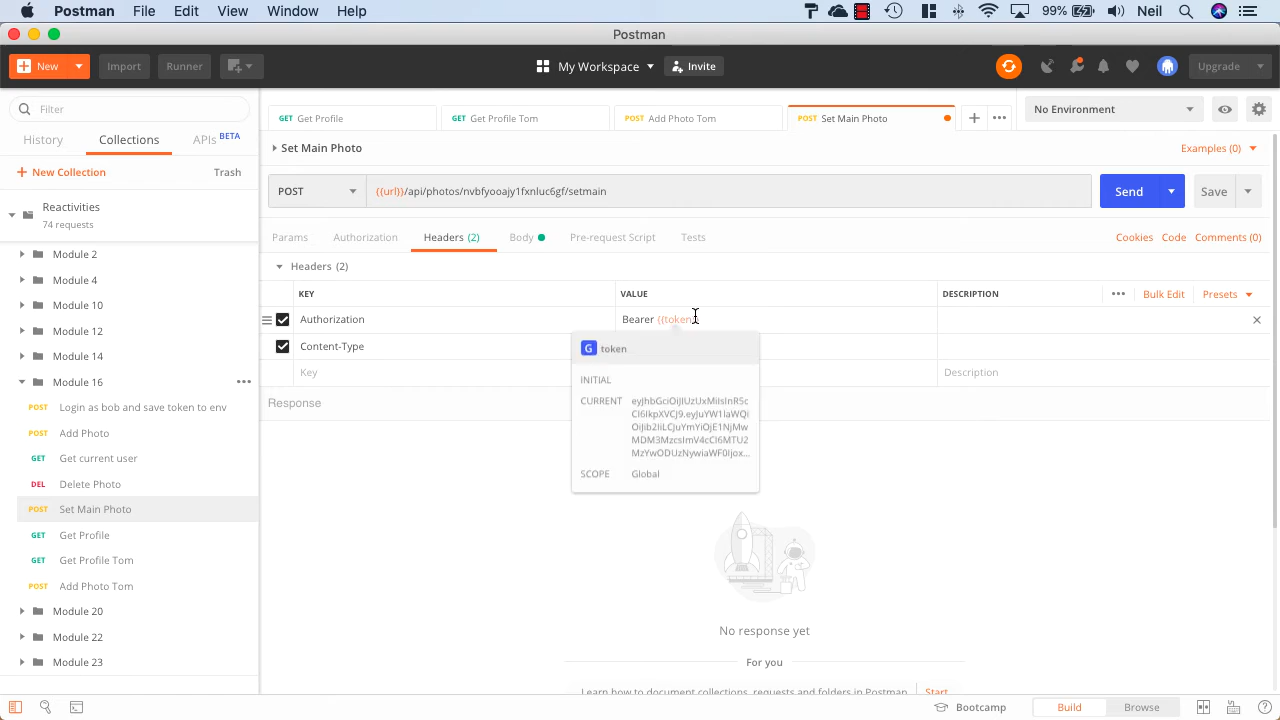 Postman File Edit View Window Help 99% Neil
Postman
New Import Runner My Workspace Invite Upgrade
Filter
History Collections APIs BETA
New Collection Trash
Reactivities
74 requests
Module 2
Module 4
Module 10
Module 12
Module 14
Module 16
POST Login as bob and save token to env
POST Add Photo
GET Get current user
DEL Delete Photo
POST Set Main Photo
GET Get Profile
GET Get Profile Tom
POST Add Photo Tom
Module 20
Module 22
Module 23
GET Get Profile GET Get Profile Tom POST Add Photo Tom POST Set Main Photo No Environment
Set Main Photo Examples (0)
POST {{url}}/api/photos/nvbfyooajy1fxnluc6gf/setmain Send Save
Params Authorization Headers (2) Body Pre-request Script Tests Cookies Code Comments (0)
Headers (2)
KEY VALUE DESCRIPTION Bulk Edit Presets
Authorization Bearer {{token
Content-Type
Key Description
Response
G token
INITIAL
CURRENT
SCOPE Global
No response yet
For you
Learn how to document collections, requests and folders in Postman Start
Bootcamp Build Browse